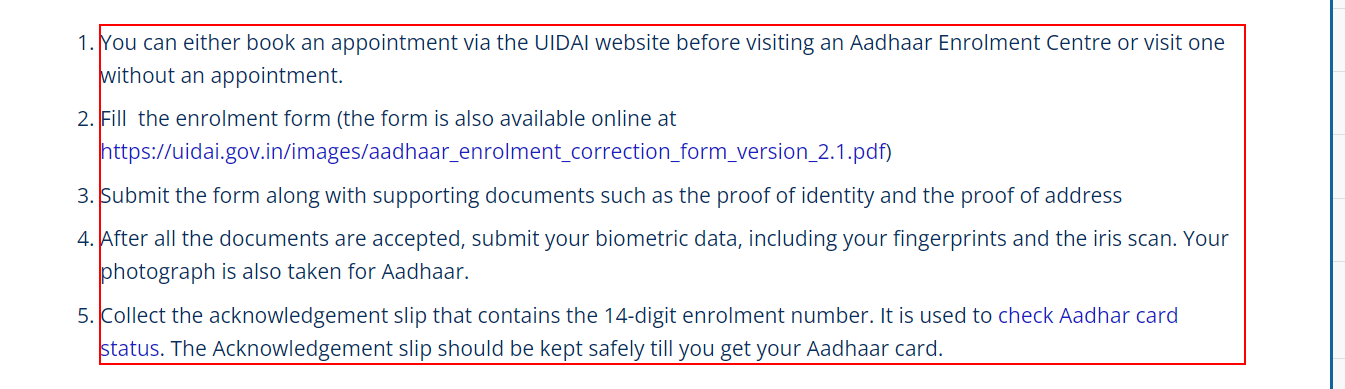 1. You can either book an appointment via the UIDAI website before visiting an Aadhaar Enrolment Centre or visit one
without an appointment.
2. Fill  the enrolment form (the form is also available online at
https://uidai.gov.in/images/aadhaar_enrolment_correction_form_version_2.1.pdf)
3. Submit the form along with supporting documents such as the proof of identity and the proof of address
4. After all the documents are accepted, submit your biometric data, including your fingerprints and the iris scan. Your
photograph is also taken for Aadhaar.
5. Collect the acknowledgement slip that contains the 14-digit enrolment number. It is used to check Aadhar card
status. The Acknowledgement slip should be kept safely till you get your Aadhaar card.